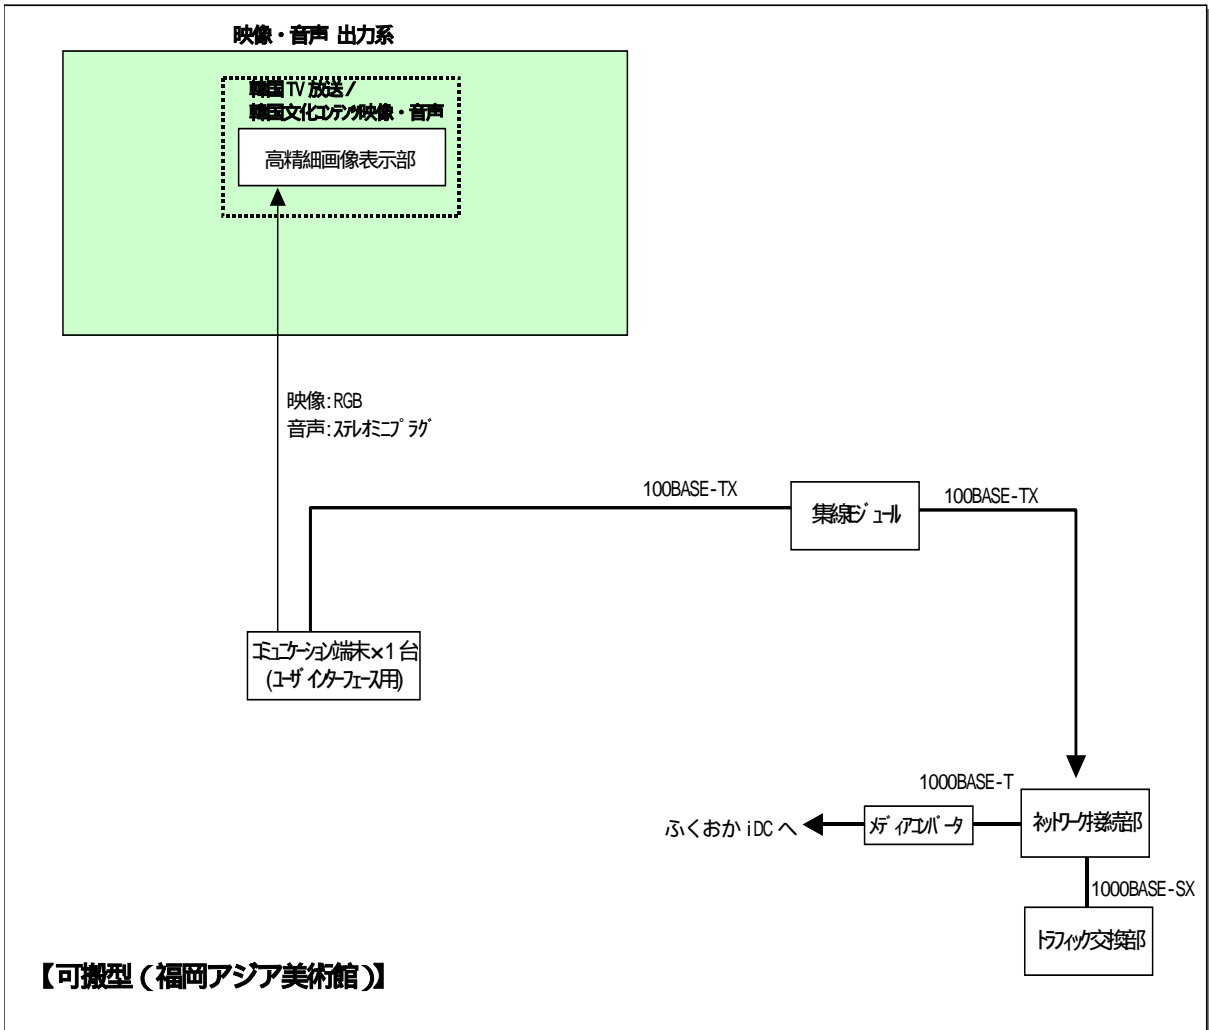 映像・音声 出力系
韓国TV放送/
韓国文化ｺﾝﾃﾝﾂ映像・音声
高精細画像表示部
映像:RGB
音声:ｽﾃﾚｵﾐﾆﾌﾟﾗｸﾞ
100BASE-TX
集線ﾓｼﾞｭｰﾙ
100BASE-TX
ｺﾐｭﾆｹｰｼｮﾝ端末×1台
(ﾕｰｻﾞｲﾝﾀｰﾌｪｰｽ用)
1000BASE-T
ふくおか iDC へ
ﾒﾃﾞｨｱｺﾝﾊﾞｰﾀ
ﾈｯﾄﾜｰｸ接続部
1000BASE-SX
ﾄﾗﾌｨｯｸ交換部
【可搬型(福岡アジア美術館)】